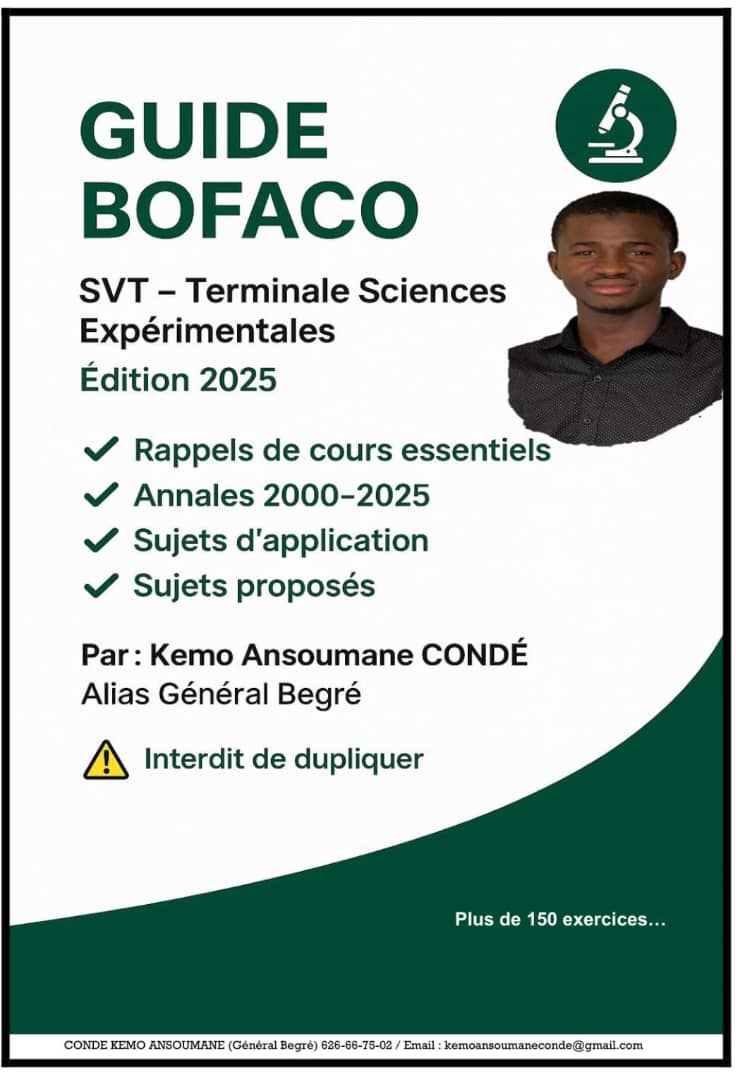 GUIDE
BOFACO
SVT – Terminale Sciences
Expérimentales
Édition 2025
Rappels de cours essentiels
Annales 2000–2025
Sujets d'application
Sujets proposés
Par : Kemo Ansoumane CONDÉ
Alias Général Begré
Interdit de dupliquer
Plus de 150 exercices...
CONDE KEMO ANSOUMANE (Général Begré) 626-66-75-02 / Email : kemoansoumaneconde@gmail.com